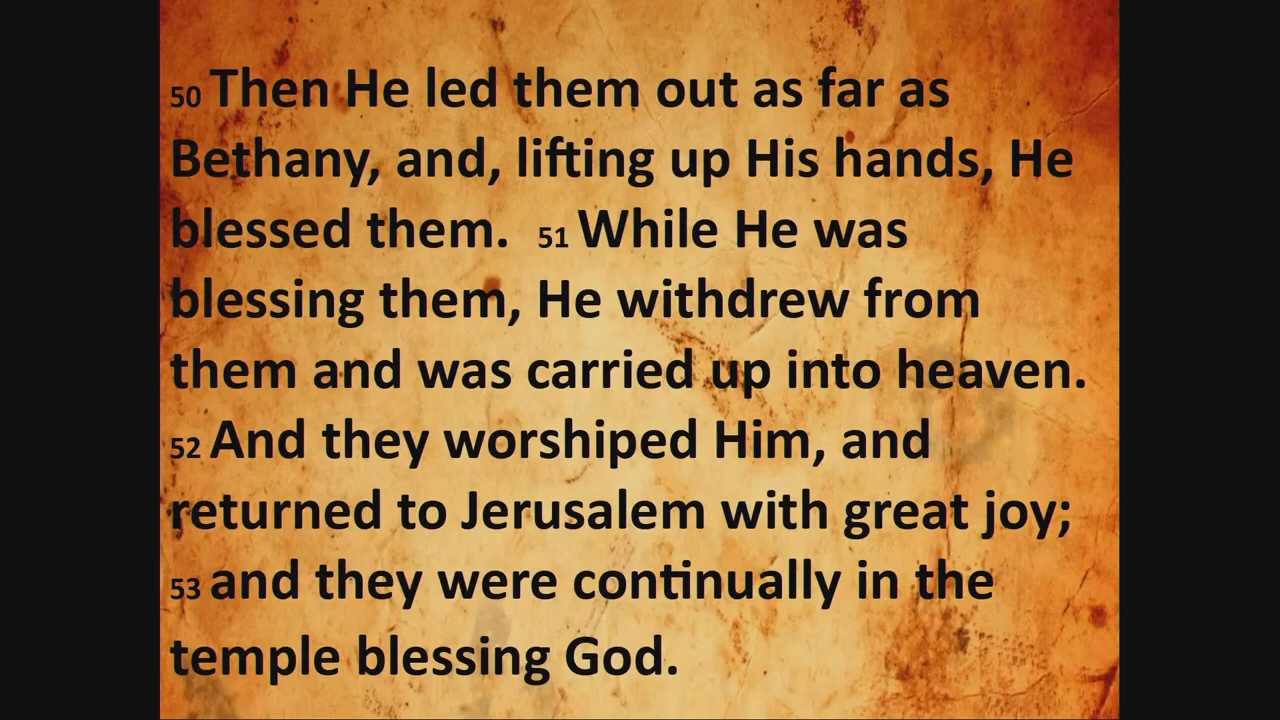 50 Then He led them out as far as
Bethany, and, lifting up His hands, He
blessed them. 51 While He was
blessing them, He withdrew from
them and was carried up into heaven.
52 And they worshiped Him, and
returned to Jerusalem with great joy;
53 and they were continually in the
temple blessing God.